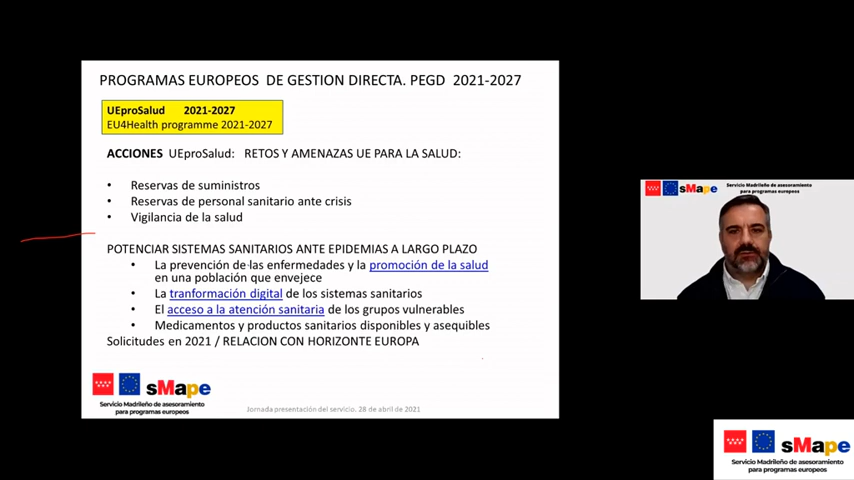 PROGRAMAS EUROPEOS DE GESTION DIRECTA. PEGD 2021-2027
UEproSalud 2021-2027
EU4Health programme 2021-2027
ACCIONES UEproSalud: RETOS Y AMENAZAS UE PARA LA SALUD:
• Reservas de suministros
• Reservas de personal sanitario ante crisis
• Vigilancia de la salud
POTENCIAR SISTEMAS SANITARIOS ANTE EPIDEMIAS A LARGO PLAZO
• La prevención de las enfermedades y la promoción de la salud
en una población que envejece
• La tranformación digital de los sistemas sanitarios
• El acceso a la atención sanitaria de los grupos vulnerables
• Medicamentos y productos sanitarios disponibles y asequibles
Solicitudes en 2021 / RELACION CON HORIZONTE EUROPA
sMape
Servicio Madrileño de asesoramiento
para programas europeos
Jornada presentación del servicio. 28 de abril de 2021
sMape
Servicio Madrileño de asesoramiento
para programas europeos
sMape
Servicio Madrileño de asesoramiento
para programas europeos